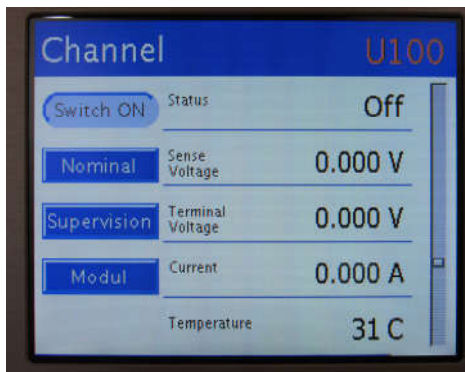 Channel U100
Switch ON Status Off
Nominal Sense Voltage 0.000 V
Supervision Terminal Voltage 0.000 V
Modul Current 0.000 A
Temperature 31 C